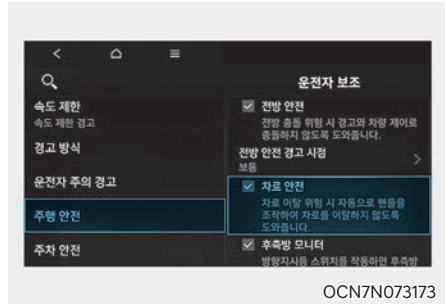 운전자 보조
속도 제한
속도 제한 경고
경고 방식
운전자 주의 경고
주행 안전
주차 안전
전방 안전
전방 충돌 위험 시 경고와 차량 제어로
충돌하지 않도록 도와줍니다.
전방 안전 경고 시점
보통
차로 안전
차로 이탈 위험 시 자동으로 핸들을
조작하여 차로를 이탈하지 않도록
도와줍니다.
후측방 모니터
방향지시등 스위치를 작동하면 후측방
OCN7N073173